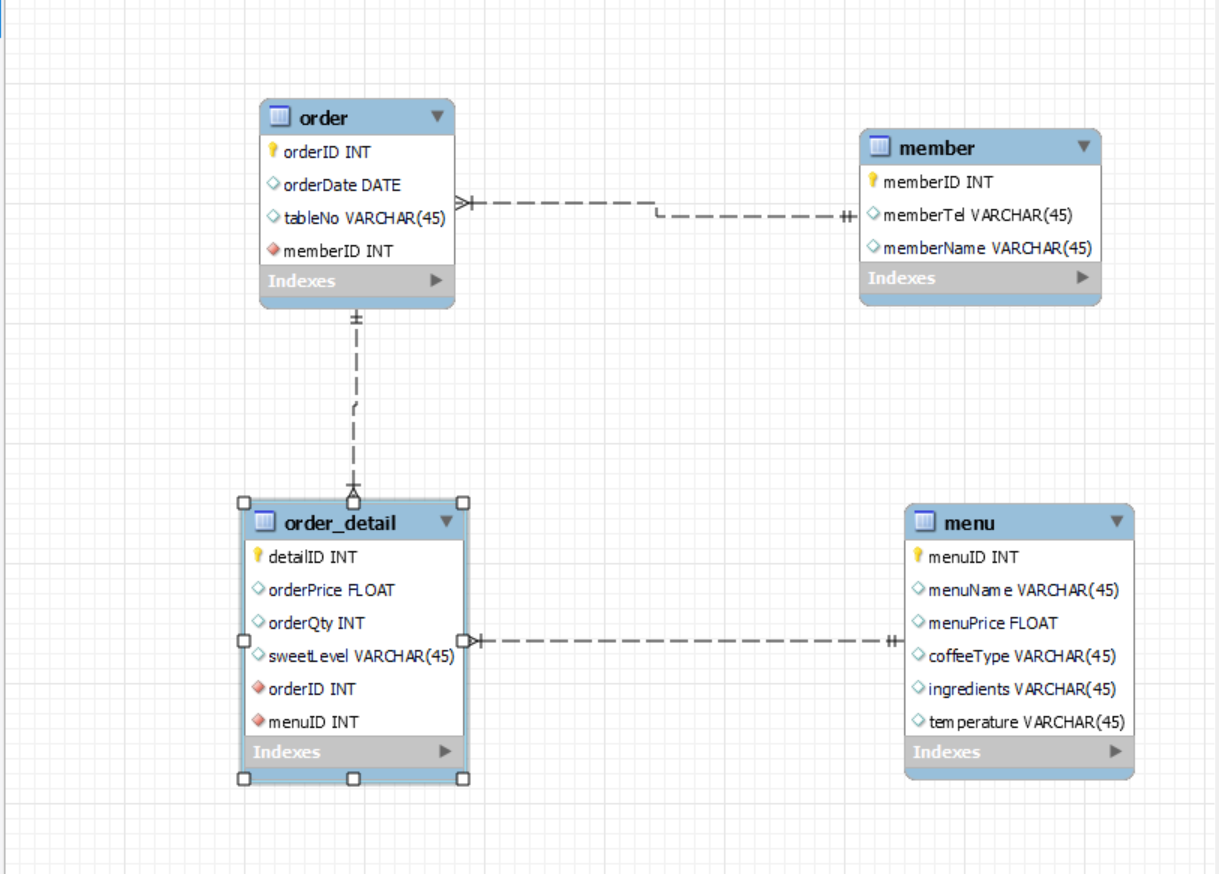 order
orderID INT
orderDate DATE
tableNo VARCHAR(45)
memberID INT
Indexes
member
memberID INT
memberTel VARCHAR(45)
memberName VARCHAR(45)
Indexes
order_detail
detailID INT
orderPrice FLOAT
orderQty INT
sweetLevel VARCHAR(45)
orderID INT
menuID INT
Indexes
menu
menuID INT
menuName VARCHAR(45)
menuPrice FLOAT
coffeeType VARCHAR(45)
ingredients VARCHAR(45)
temperature VARCHAR(45)
Indexes